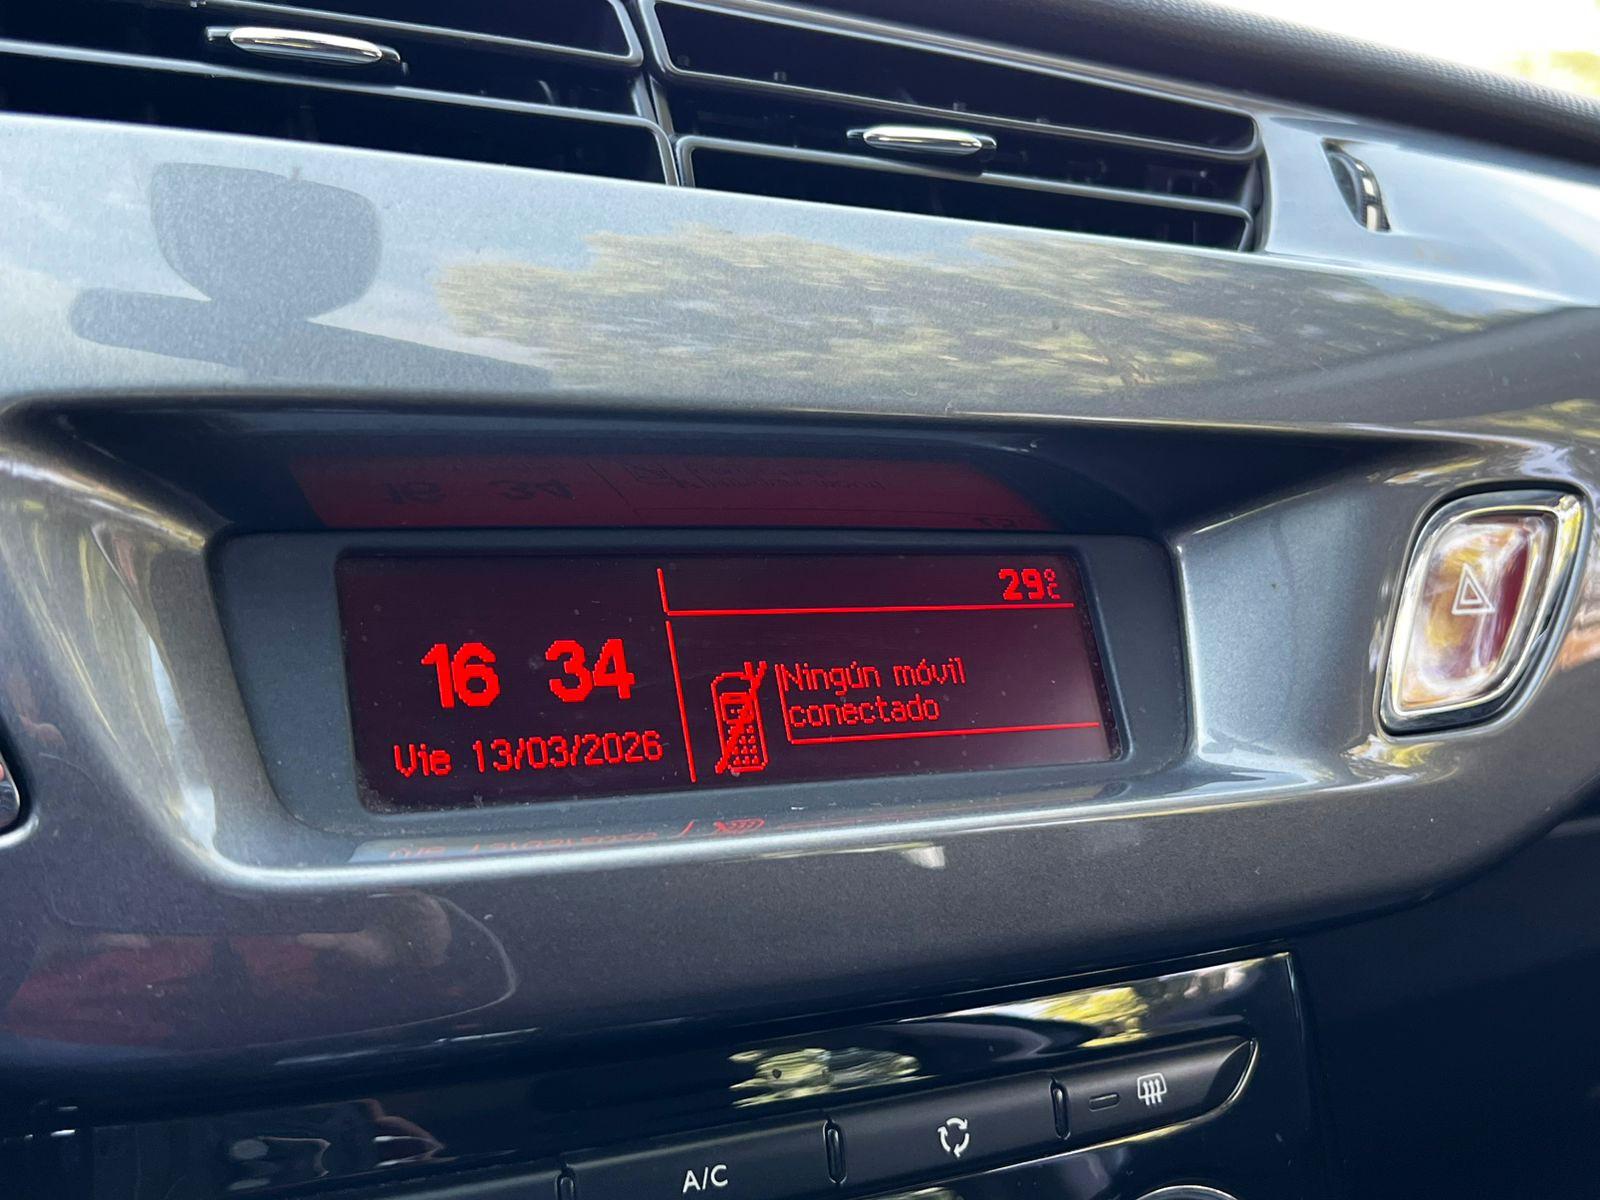 29°C
16 34
Vie 13/03/2026
Ningún móvil
conectado
A/C